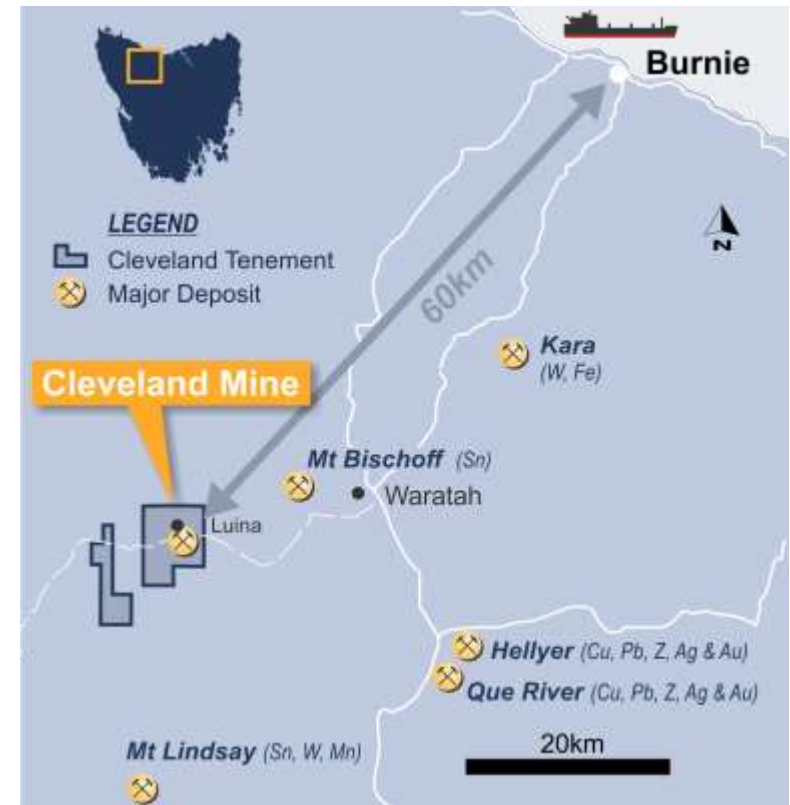 Burnie
LEGEND
Cleveland Tenement
Major Deposit
N
60km
Kara
(W, Fe)
Cleveland Mine
Mt Bischoff (Sn)
Waratah
Luina
Hellyer (Cu, Pb, Z, Ag & Au)
Que River (Cu, Pb, Z, Ag & Au)
20km
Mt Lindsay (Sn, W, Mn)